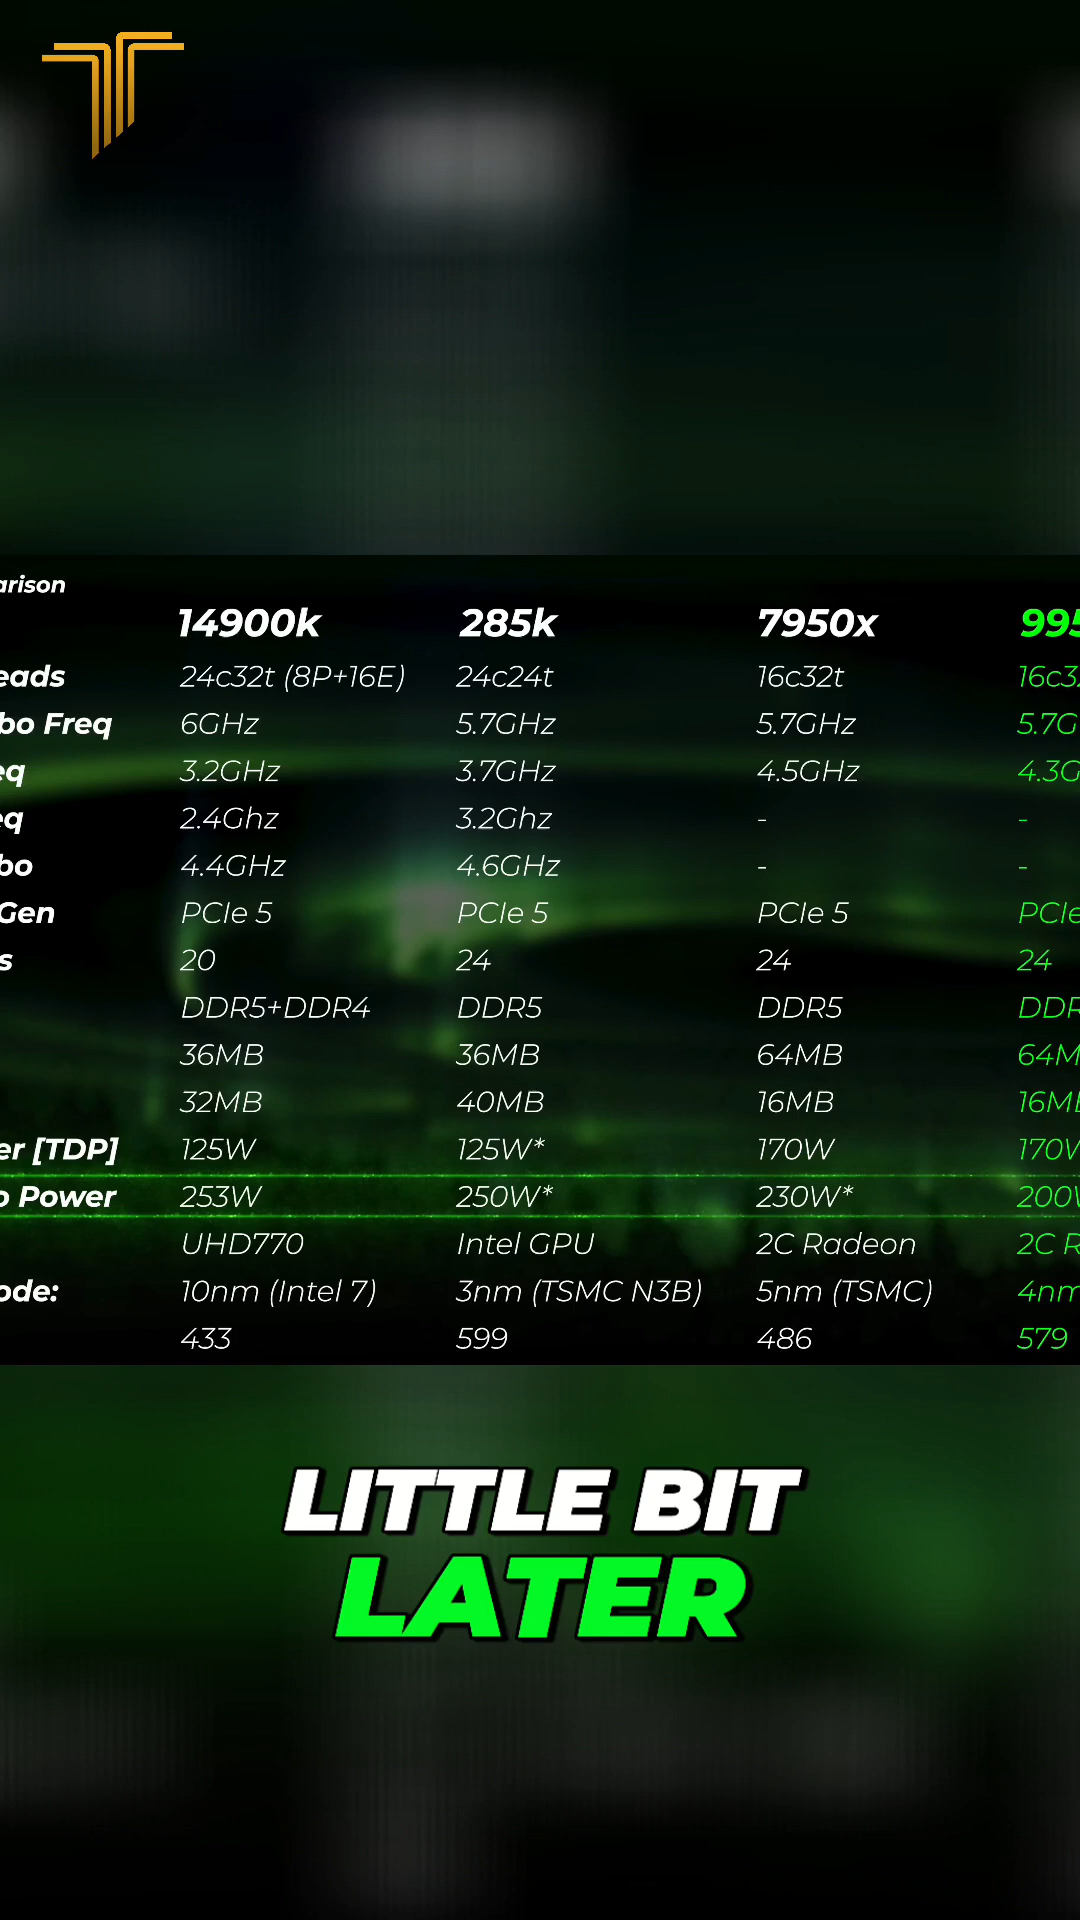 arison
14900k 285k 7950x 995
eads 24c32t (8P+16E) 24c24t 16c32t 16c3
bo Freq 6GHz 5.7GHz 5.7GHz 5.7G
eq 3.2GHz 3.7GHz 4.5GHz 4.3G
eq 2.4Ghz 3.2Ghz - -
bo 4.4GHz 4.6GHz - -
Gen PCIe 5 PCIe 5 PCIe 5 PCIe
s 20 24 24 24
DDR5+DDR4 DDR5 DDR5 DDR
36MB 36MB 64MB 64M
32MB 40MB 16MB 16MB
er [TDP] 125W 125W* 170W 170W
o Power 253W 250W* 230W* 200W
UHD770 Intel GPU 2C Radeon 2C R
ode: 10nm (Intel 7) 3nm (TSMC N3B) 5nm (TSMC) 4nm
433 599 486 579
LITTLE BIT
LATER